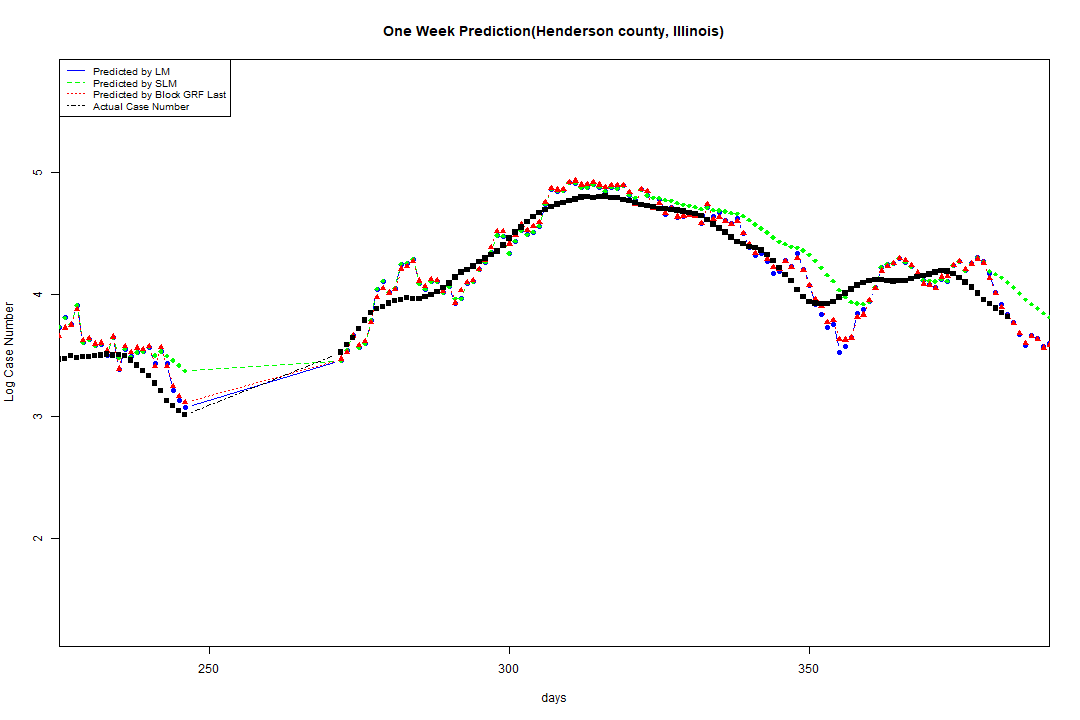 One Week Prediction(Henderson county, Illinois)
Predicted by LM
Predicted by SLM
Predicted by Block GRF Last
Actual Case Number
5
4
3
2
Log Case Number
250 300 350
days